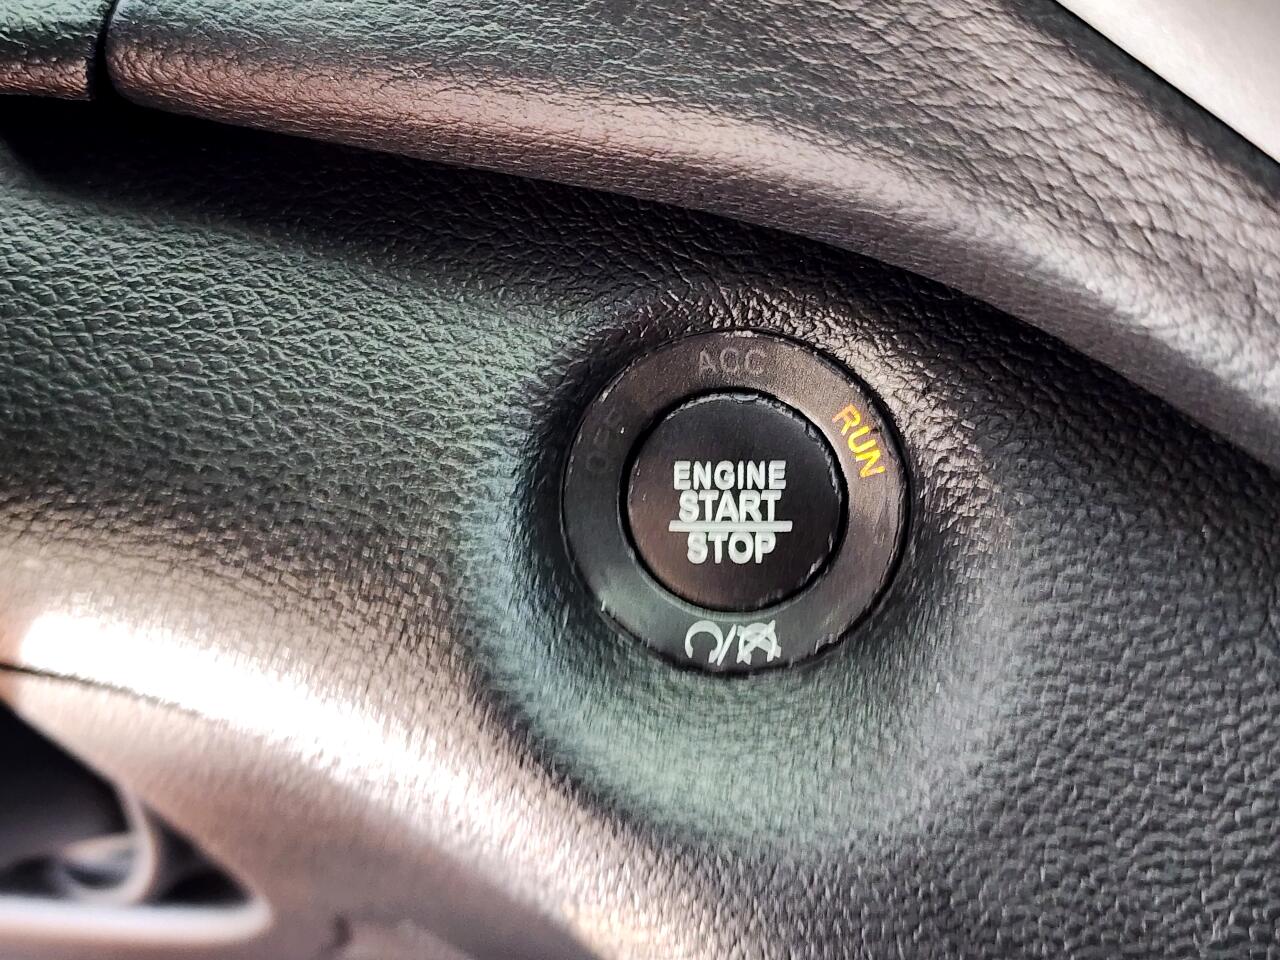 ACC
OFF
RUN
ENGINE
START
STOP